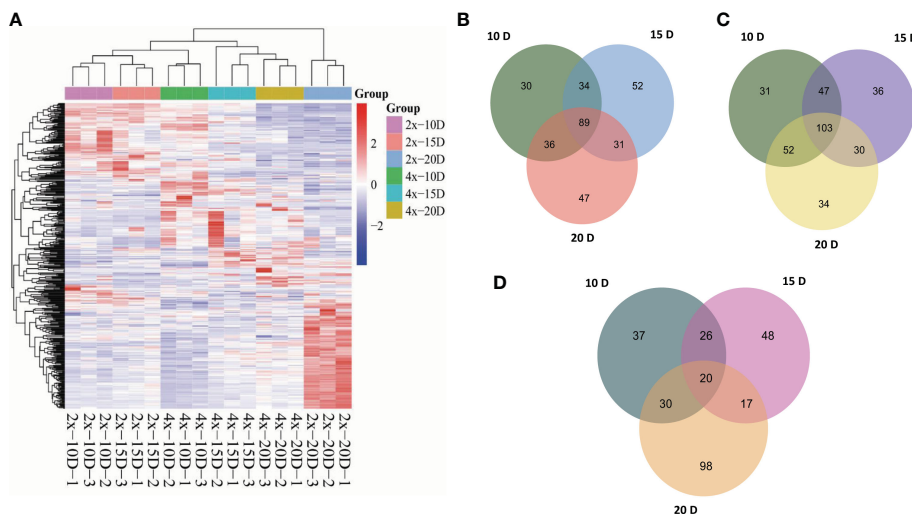 A
Group
2
0
−2
Group
2x−10D
2x−15D
2x−20D
4x−10D
4x−15D
4x−20D
2x−10D−1
2x−10D−3
2x−10D−2
2x−15D−3
2x−15D−1
2x−15D−2
4x−10D−2
4x−10D−1
4x−10D−3
4x−15D−2
4x−15D−1
4x−15D−3
4x−20D−3
4x−20D−2
4x−20D−1
2x−20D−3
2x−20D−2
2x−20D−1
B
10 D
15 D
30
34
52
89
36
31
47
20 D
C
10 D
15 D
31
47
36
103
52
30
34
20 D
D
10 D
15 D
37
26
48
20
30
17
98
20 D